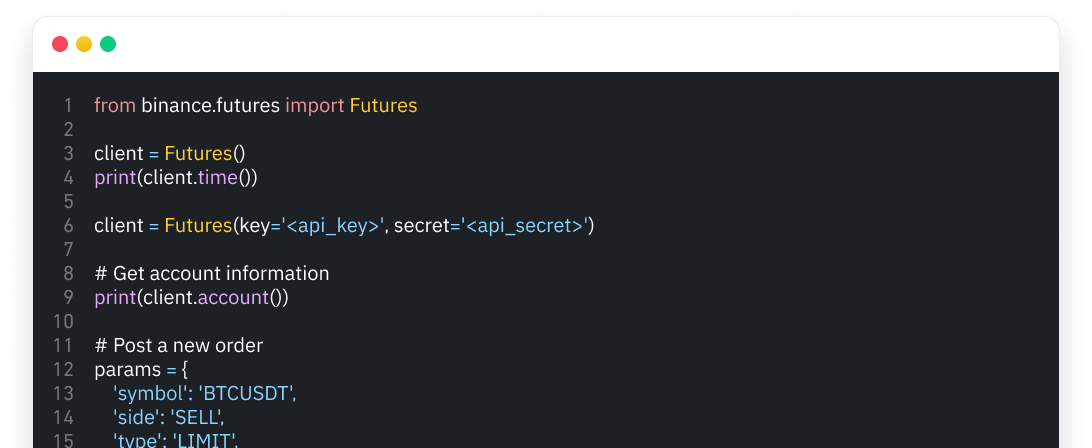 1 from binance.futures import Futures
2
3 client = Futures()
4 print(client.time())
5
6 client = Futures(key='<api_key>', secret='<api_secret>')
7
8 # Get account information
9 print(client.account())
10
11 # Post a new order
12 params = {
13 'symbol': 'BTCUSDT',
14 'side': 'SELL',
15 'type': 'LIMIT',